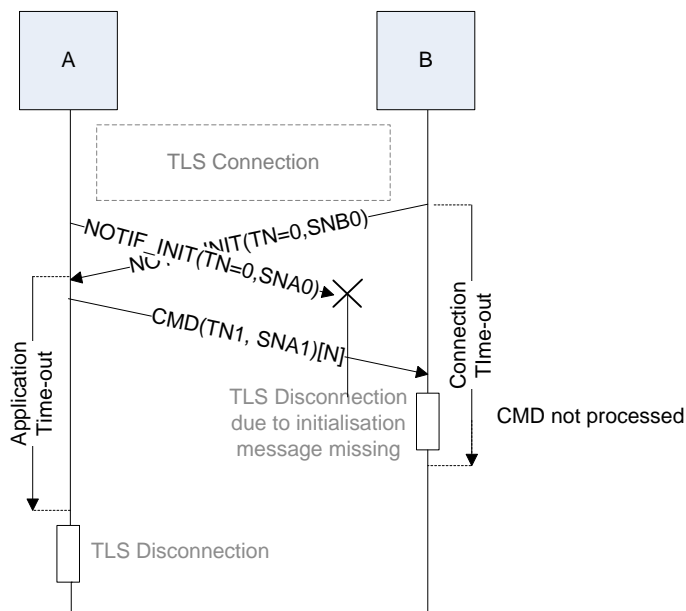 A
B
TLS Connection
NOTIF_INIT(TN=0,SNA0)
INIT(TN=0,SNB0)
CMD(TN1, SNA1)[N]
Application
Time-out
Connection
TIme-out
TLS Disconnection
due to initialisation
message missing
CMD not processed
TLS Disconnection